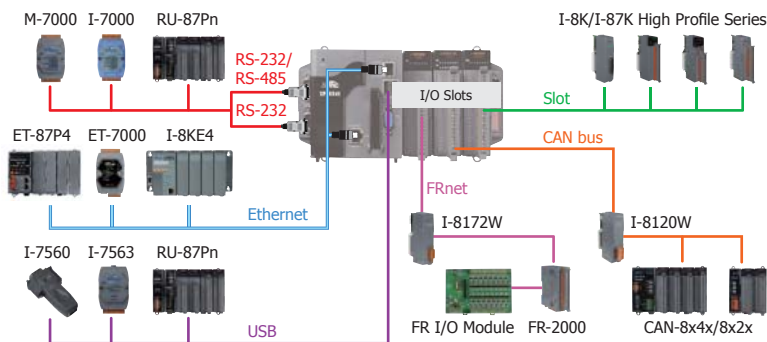 M-7000 I-7000 RU-87Pn
I-8K/I-87K High Profile Series
RS-232/
RS-485
RS-232
I/O Slots
Slot
ET-87P4 ET-7000 I-8KE4
CAN bus
FRnet
Ethernet
I-8172W
I-8120W
I-7560 I-7563 RU-87Pn
USB
FR I/O Module
FR-2000
CAN-8x4x/8x2x